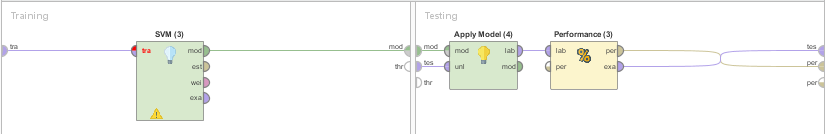 Training
SVM (3)
tra
tra
mod
est
wei
exa
mod
thr
Testing
Apply Model (4)
Performance (3)
mod
tes
thr
mod
unl
lab
mod
lab
per
per
exa
tes
per
per